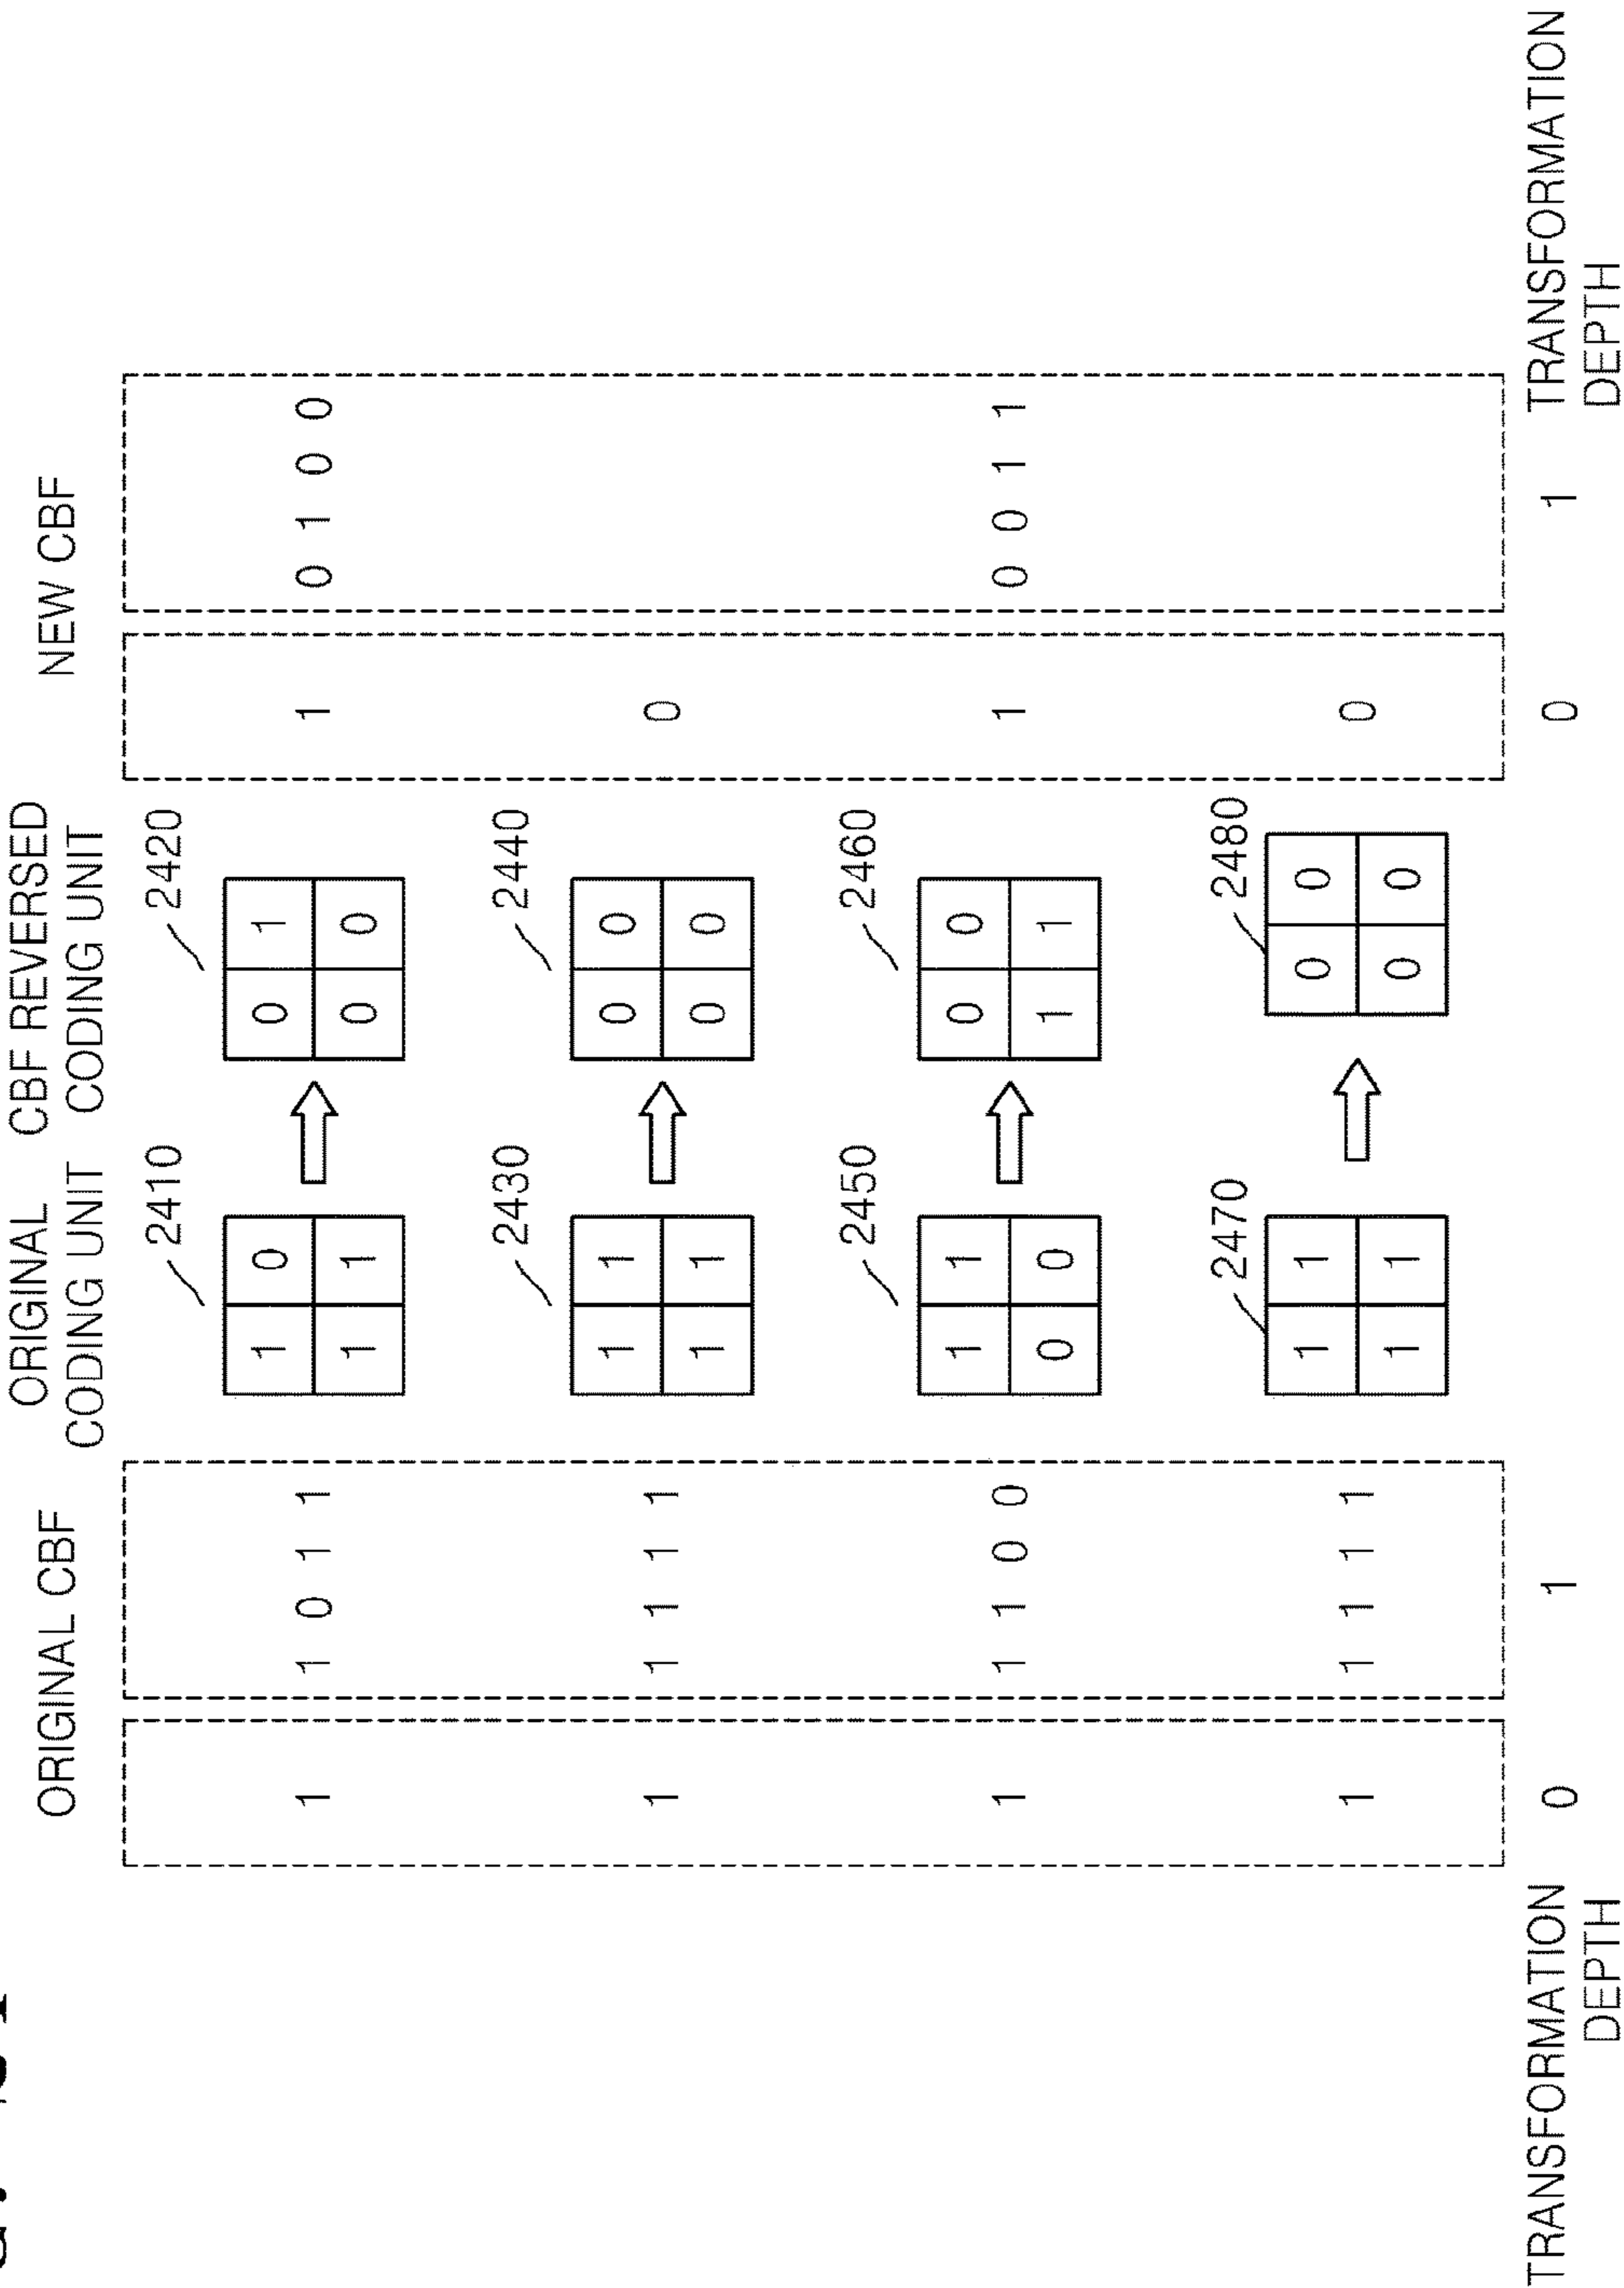 ORIGINAL CBF
ORIGINAL
CODING UNIT
CBF REVERSED
CODING UNIT
NEW CBF
2410
2420
1
1 0 1 1
1 0
1 1
0 1
0 0
1
0 1 0 0
2430
2440
1
1 1 1 1
1 1
1 1
0 0
0 0
0
2450
2460
1
1 1 0 0
1 1
0 0
0 0
1 1
1
0 0 1 1
2470
2480
1
1 1 1 1
1 1
1 1
0 0
0 0
0
TRANSFORMATION
DEPTH
0
1
0
1
TRANSFORMATION
DEPTH